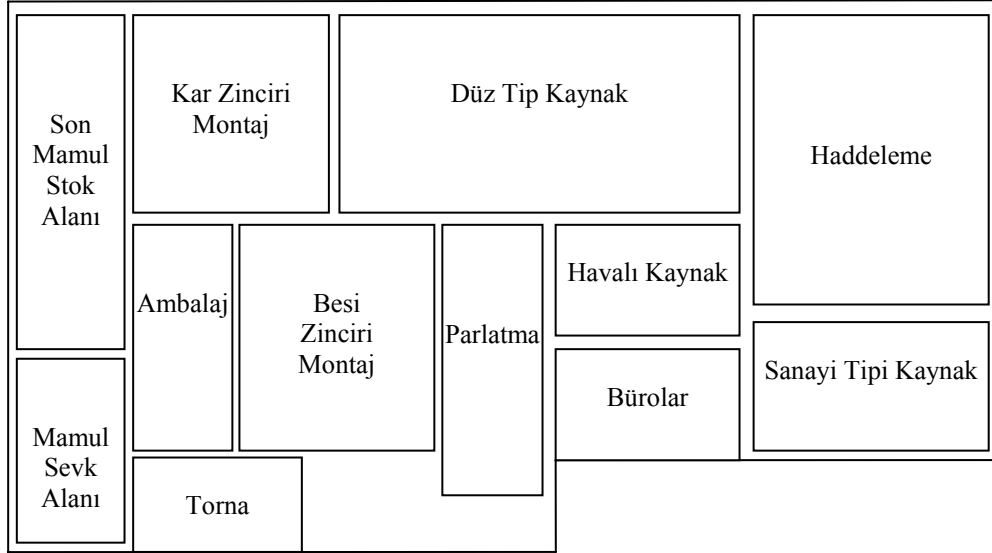 Son
Mamul
Stok
Alanı
Kar Zinciri
Montaj
Düz Tip Kaynak
Haddeleme
Ambalaj
Besi
Zinciri
Montaj
Parlatma
Havalı Kaynak
Bürolar
Sanayi Tipi Kaynak
Mamul
Sevk
Alanı
Torna